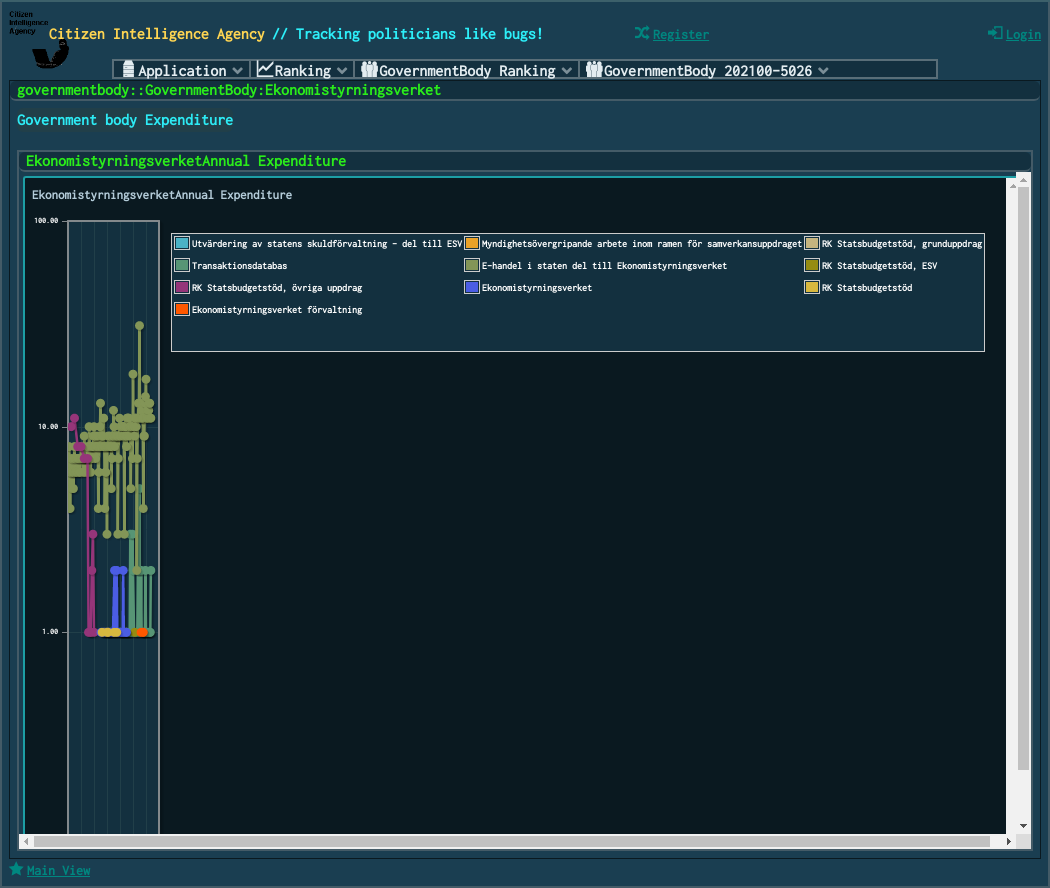 Citizen
Intelligence
Agency
Citizen Intelligence Agency // Tracking politicians like bugs!
Register
Login
Application
Ranking
GovernmentBody Ranking
GovernmentBody 202100-5026
governmentbody::GovernmentBody:Ekonomistyrningsverket
Government body Expenditure
EkonomistyrningsverketAnnual Expenditure
EkonomistyrningsverketAnnual Expenditure
100.00
10.00
1.00
Utvärdering av statens skuldförvaltning - del till ESV
Myndighetsövergripande arbete inom ramen för samverkansuppdraget
RK Statsbudgetstöd, grunduppdrag
Transaktionsdatabas
E-handel i staten del till Ekonomistyrningsverket
RK Statsbudgetstöd, ESV
RK Statsbudgetstöd, övriga uppdrag
Ekonomistyrningsverket
RK Statsbudgetstöd
Ekonomistyrningsverket förvaltning
Main View